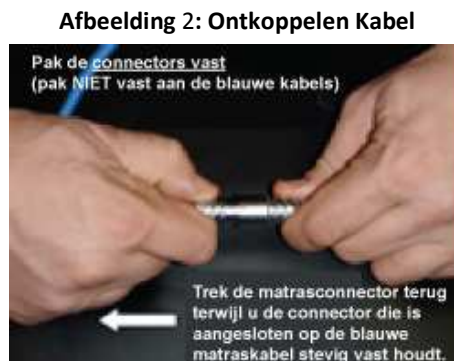 Afbeelding 2: Ontkoppelen Kabel
Pak de connectors vast
(pak NIET vast aan de blauwe kabels)
Trek de matrasconnector terug
terwijl u de connector die is
aangesloten op de blauwe
matraskabel stevig vast houdt.